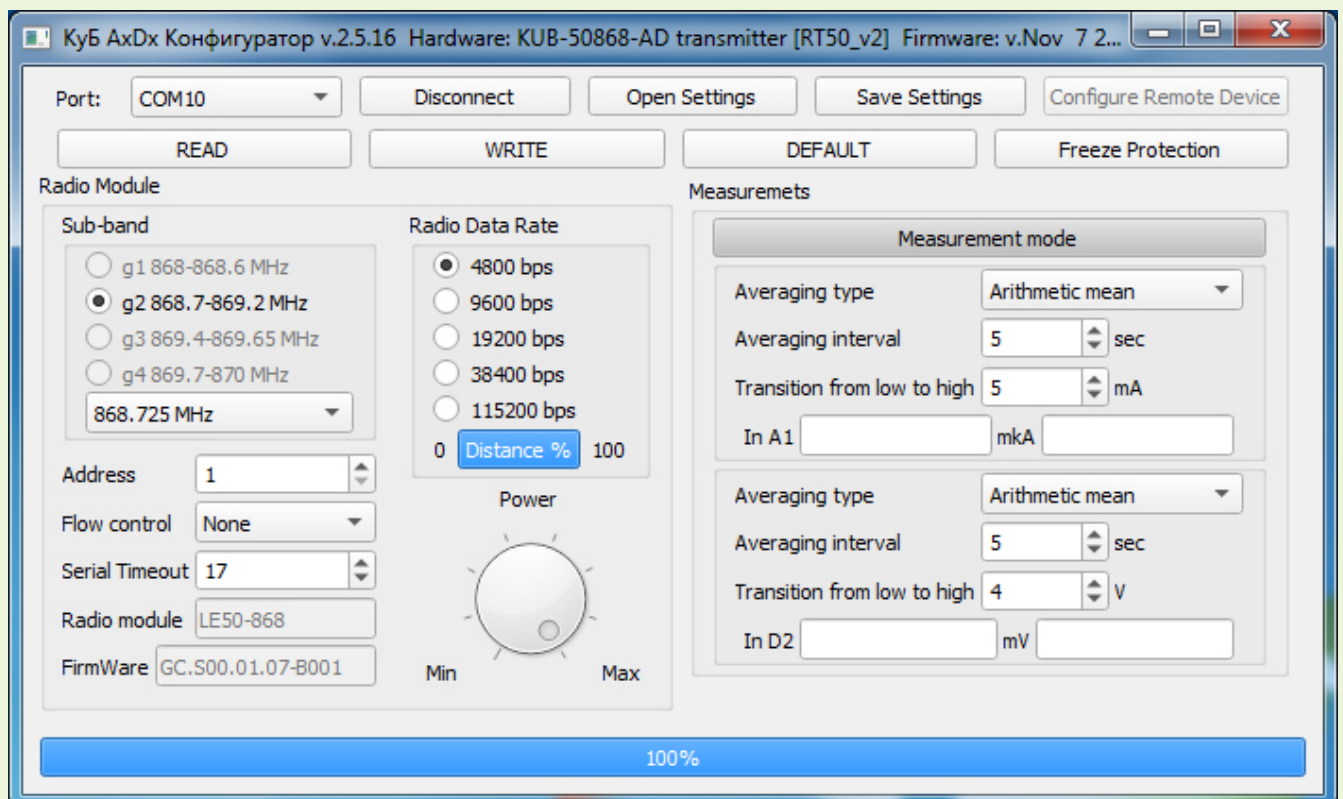 КуБ AxDx Конфигуратор v.2.5.16 Hardware: KUB-50868-AD transmitter [RT50_v2] Firmware: v.Nov 7 2...
Port: COM10 Disconnect Open Settings Save Settings Configure Remote Device
READ WRITE DEFAULT Freeze Protection
Radio Module
Sub-band
g1 868-868.6 MHz
g2 868.7-869.2 MHz
g3 869.4-869.65 MHz
g4 869.7-870 MHz
868.725 MHz
Address 1
Flow control None
Serial Timeout 17
Radio module LE50-868
FirmWare GC.S00.01.07-B001
Radio Data Rate
4800 bps
9600 bps
19200 bps
38400 bps
115200 bps
0 Distance % 100
Power
Min Max
Measuremets
Measurement mode
Averaging type Arithmetic mean
Averaging interval 5 sec
Transition from low to high 5 mA
In A1 mkA
Averaging type Arithmetic mean
Averaging interval 5 sec
Transition from low to high 4 V
In D2 mV
100%